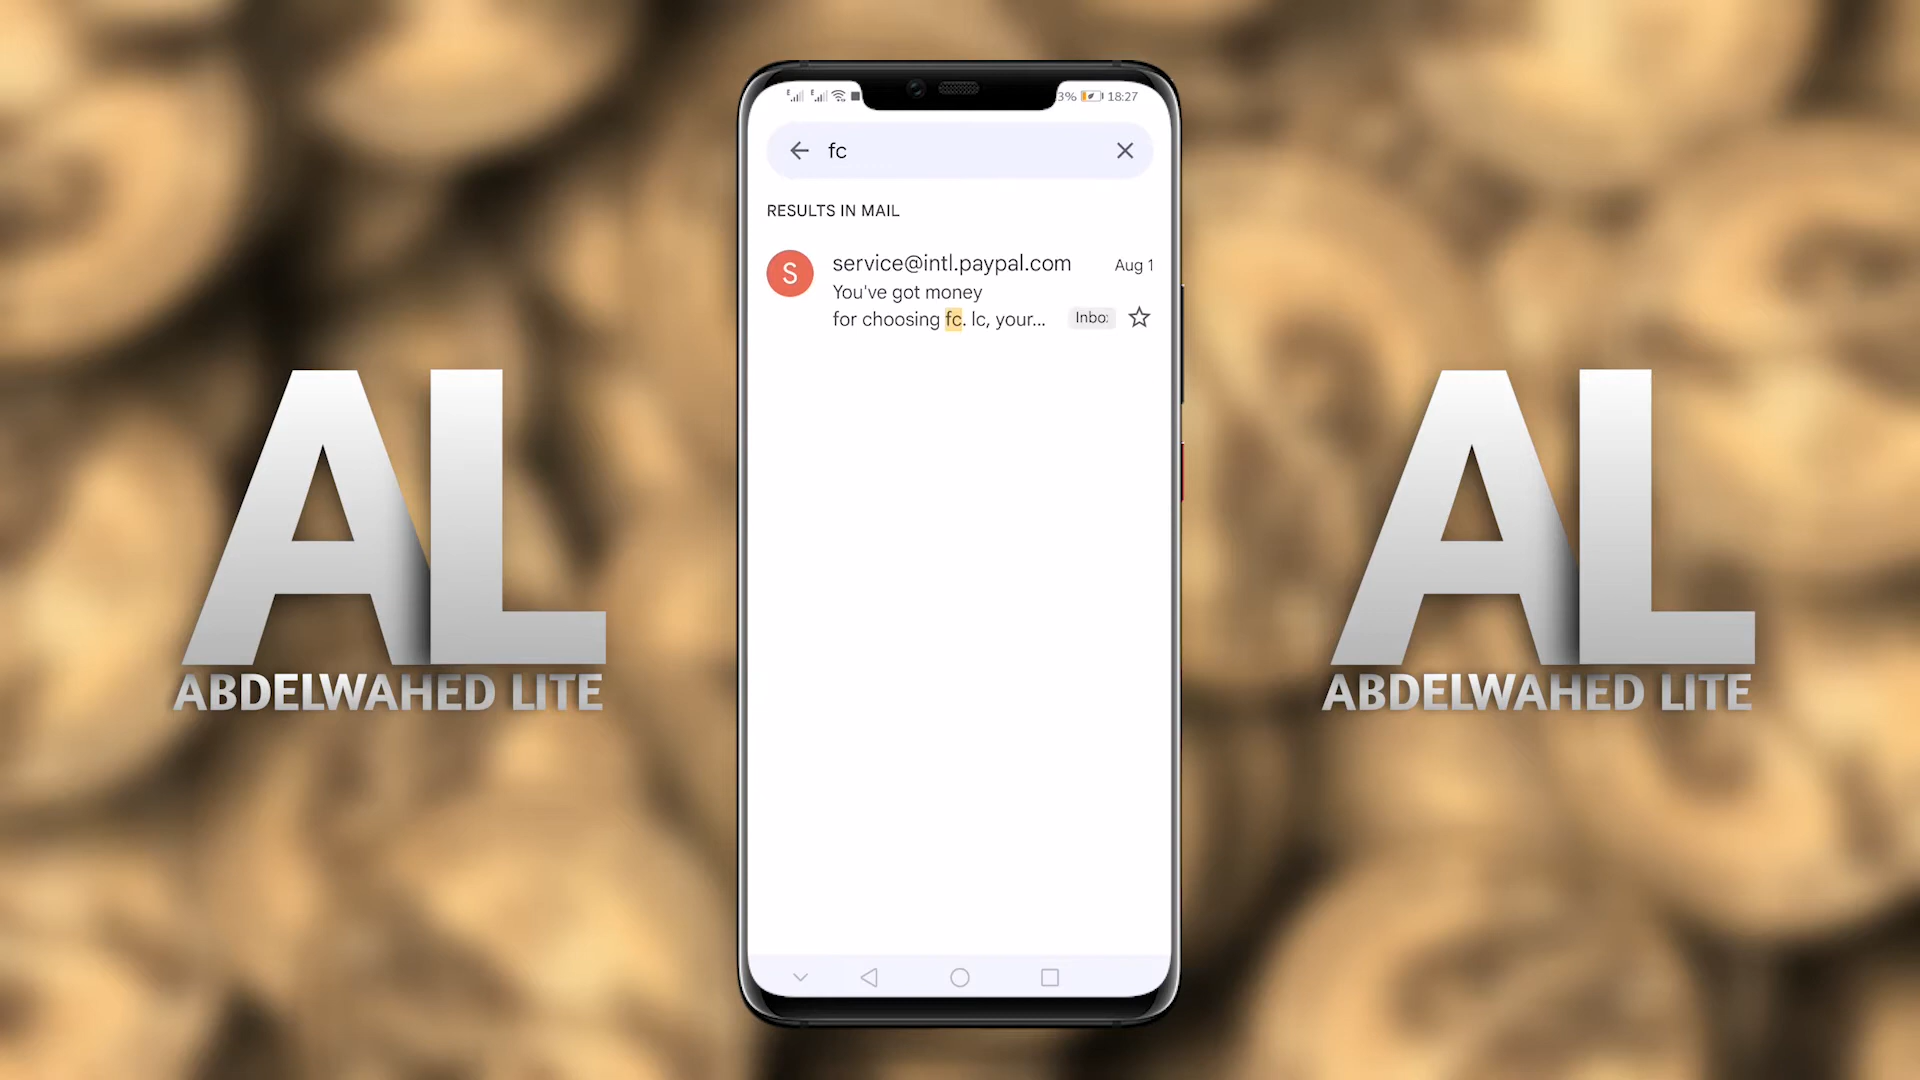 3% 18:27
fc
RESULTS IN MAIL
S
service@intl.paypal.com Aug 1
You've got money
for choosing fc. lc, your... Inbo
AL
ABDELWAHED LITE
AL
ABDELWAHED LITE